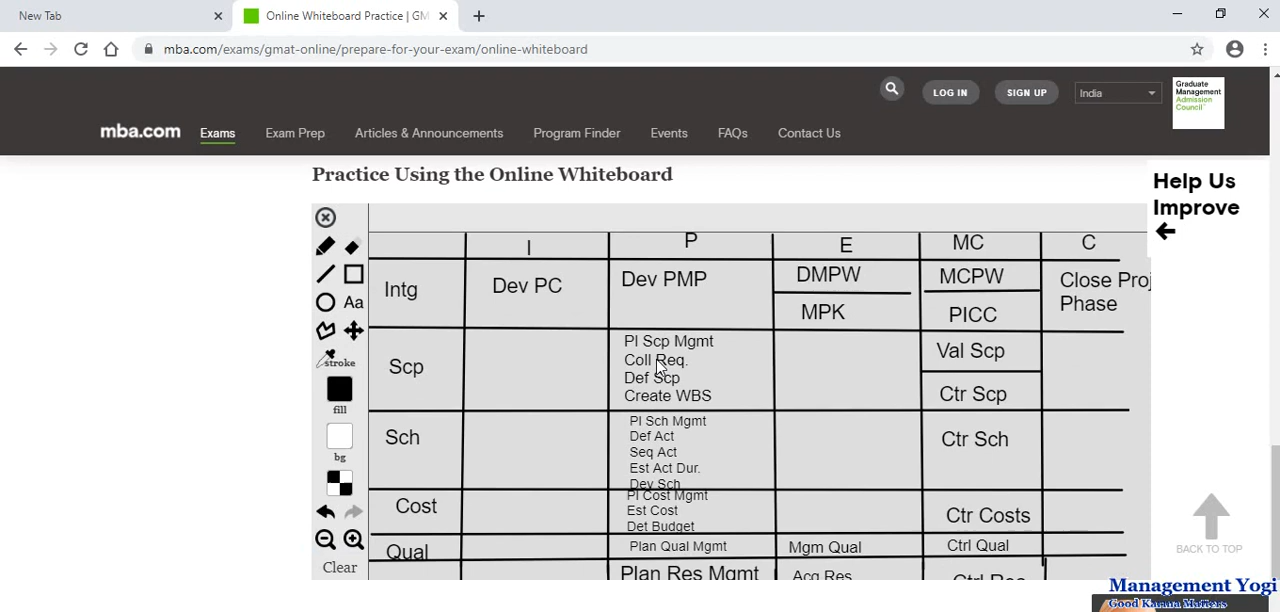 New Tab
Online Whiteboard Practice | GM
mba.com/exams/gmat-online/prepare-for-your-exam/online-whiteboard
LOG IN
SIGN UP
India
Graduate
Management
Admission
Council
mba.com
Exams
Exam Prep
Articles & Announcements
Program Finder
Events
FAQs
Contact Us
Practice Using the Online Whiteboard
Help Us
Improve
I P E MC C
Intg
Dev PC
Dev PMP
DMPW
MPK
MCPW
PICC
Close Proj
Phase
Scp
Pl Scp Mgmt
Coll Req.
Def Scp
Create WBS
Val Scp
Ctr Scp
Sch
Pl Sch Mgmt
Def Act
Seq Act
Est Act Dur.
Dev Sch
Ctr Sch
Cost
Pl Cost Mgmt
Est Cost
Det Budget
Ctr Costs
Qual
Plan Qual Mgmt
Mgm Qual
Ctrl Qual
Plan Res Mgmt
Acq Res
Ctrl Res
Aa
stroke
fill
bg
Clear
BACK TO TOP
Management Yogi
Good Karma Matters